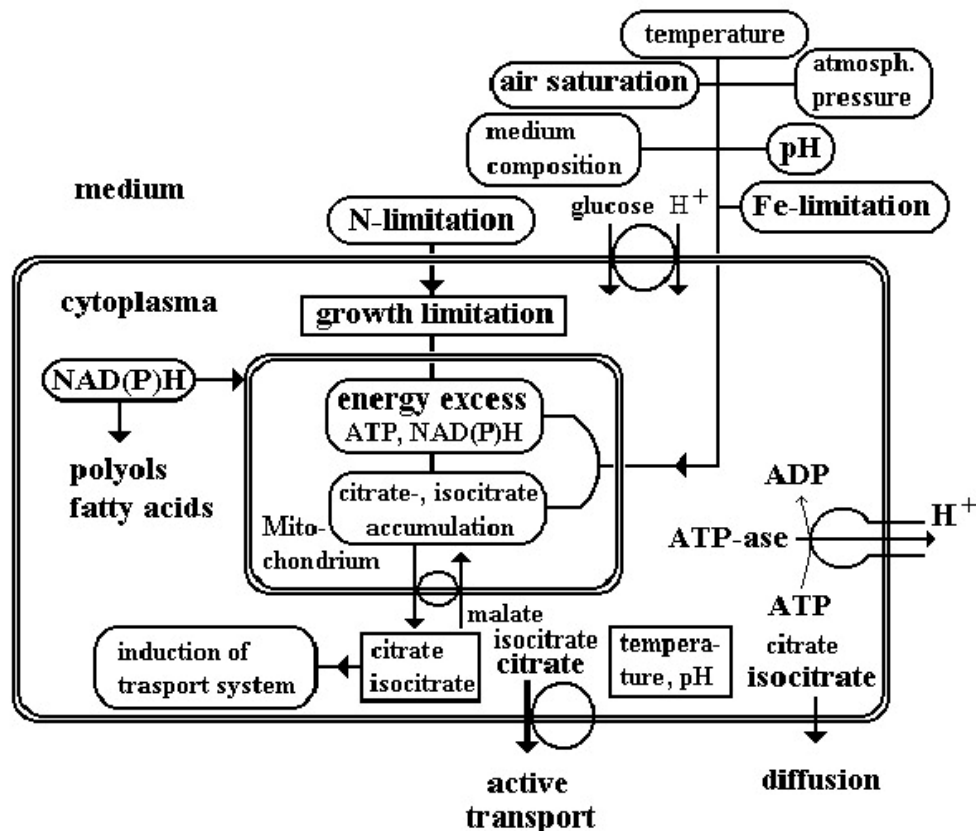 temperature
air saturation
atmosph.
pressure
medium
composition
pH
medium
glucose H+
Fe-limitation
N-limitation
cytoplasma
growth limitation
NAD(P)H
energy excess
ATP, NAD(P)H
polyols
fatty acids
citrate-, isocitrate
accumulation
Mito-
chondrium
ADP
ATP-ase
H+
ATP
malate
induction of
trasport system
citrate
isocitrate
isocitrate
citrate
tempera-
ture, pH
citrate
isocitrate
active
transport
diffusion